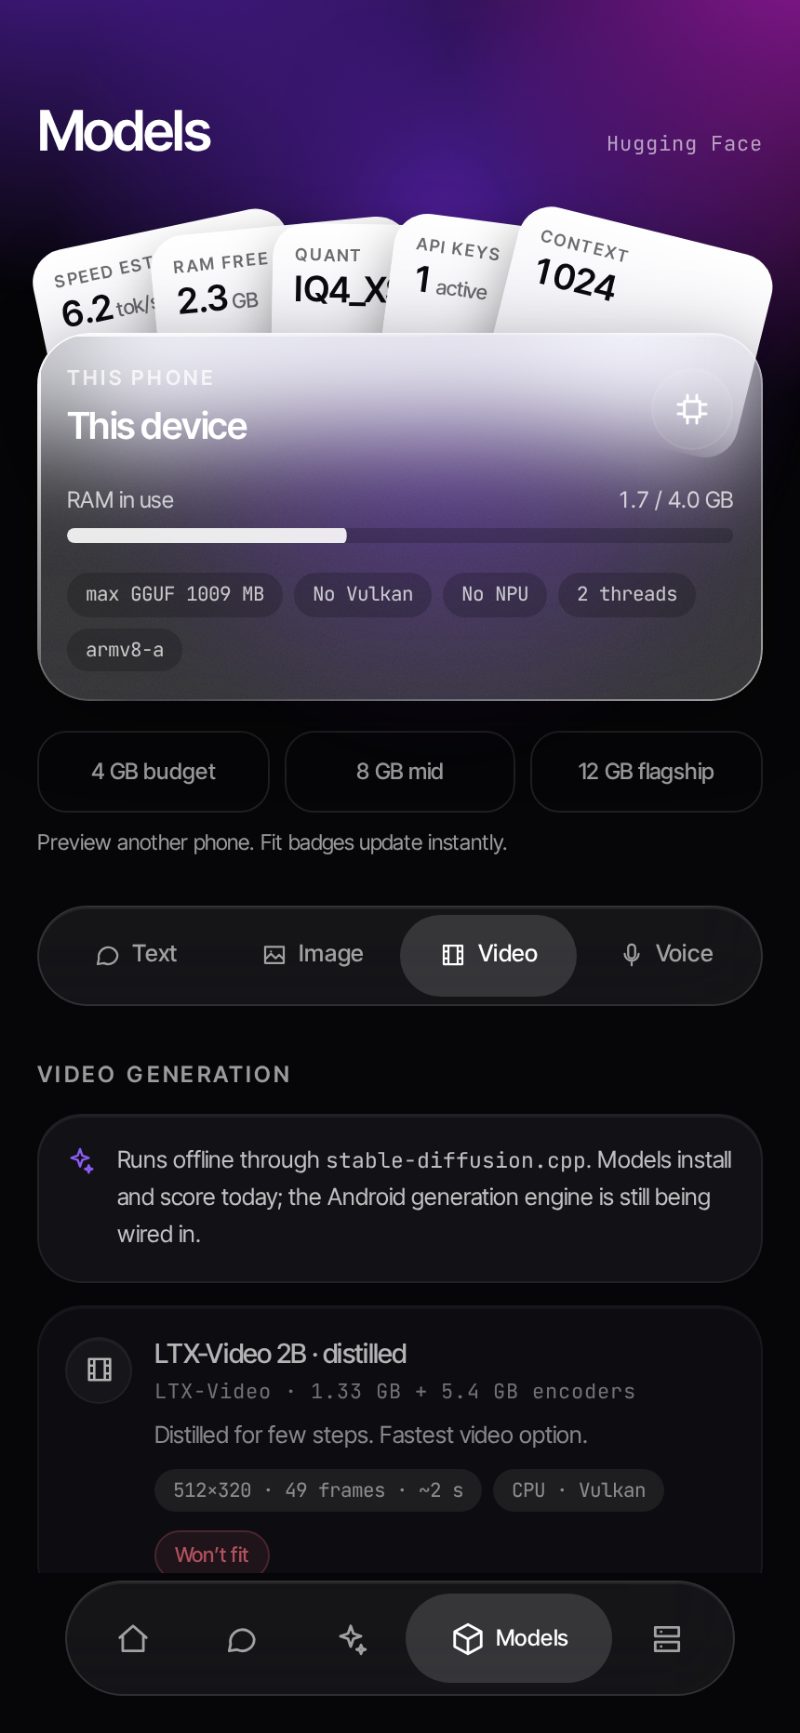 Models
Hugging Face
SPEED EST
6.2 tok/s
RAM FREE
2.3 GB
QUANT
IQ4_XS
API KEYS
1 active
CONTEXT
1024
THIS PHONE
This device
RAM in use
1.7 / 4.0 GB
max GGUF 1009 MB
No Vulkan
No NPU
2 threads
armv8-a
4 GB budget
8 GB mid
12 GB flagship
Preview another phone. Fit badges update instantly.
Text
Image
Video
Voice
VIDEO GENERATION
Runs offline through stable-diffusion.cpp. Models install
and score today; the Android generation engine is still being
wired in.
LTX-Video 2B · distilled
LTX-Video · 1.33 GB + 5.4 GB encoders
Distilled for few steps. Fastest video option.
512×320 · 49 frames · ~2 s
CPU · Vulkan
Won’t fit
Models